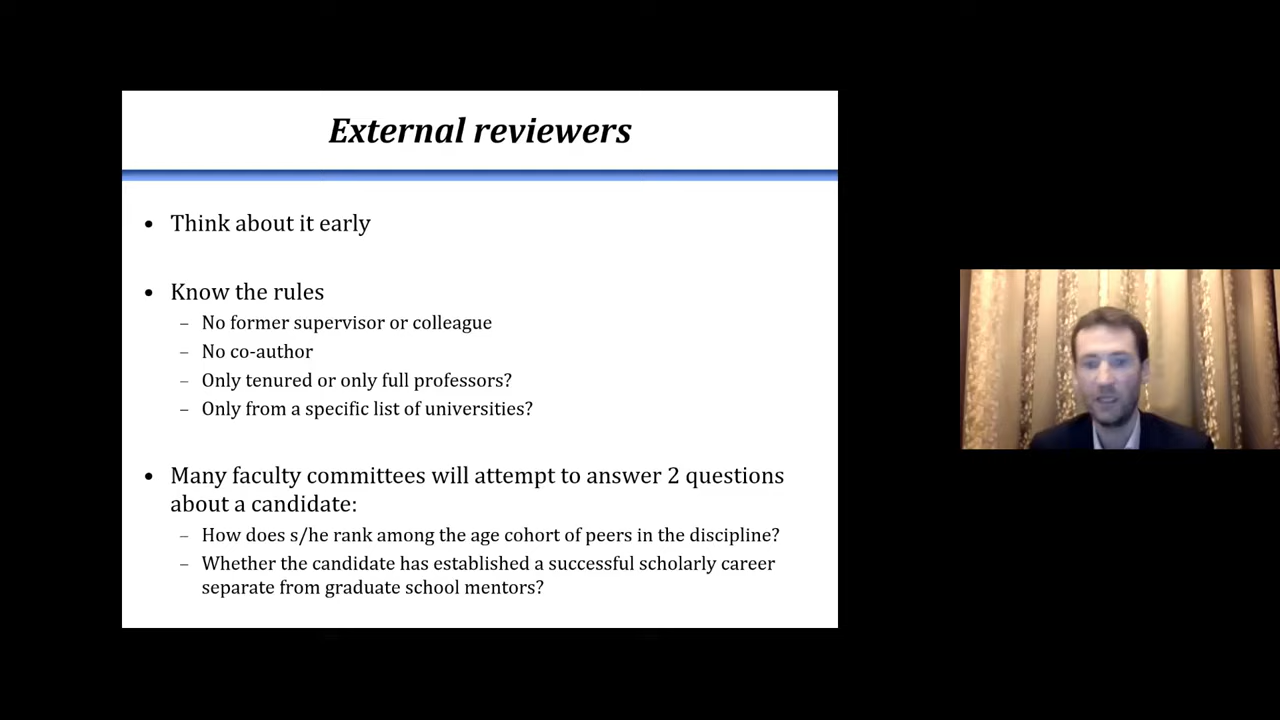 External reviewers
• Think about it early
• Know the rules
– No former supervisor or colleague
– No co-author
– Only tenured or only full professors?
– Only from a specific list of universities?
• Many faculty committees will attempt to answer 2 questions
about a candidate:
– How does s/he rank among the age cohort of peers in the discipline?
– Whether the candidate has established a successful scholarly career
separate from graduate school mentors?